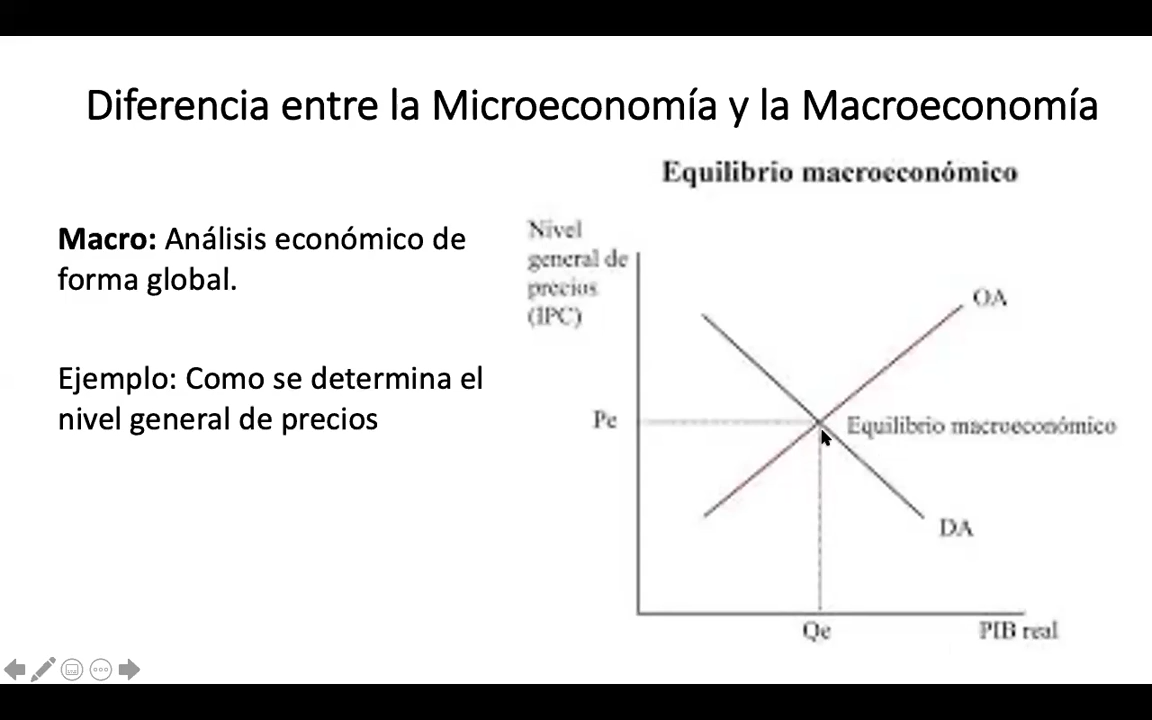 Diferencia entre la Microeconomía y la Macroeconomía
Macro: Análisis económico de
forma global.
Ejemplo: Como se determina el
nivel general de precios
Equilibrio macroeconómico
Nivel
general de
precios
(IPC)
OA
Pe
Equilibrio macroeconómico
DA
Qe
PIB real